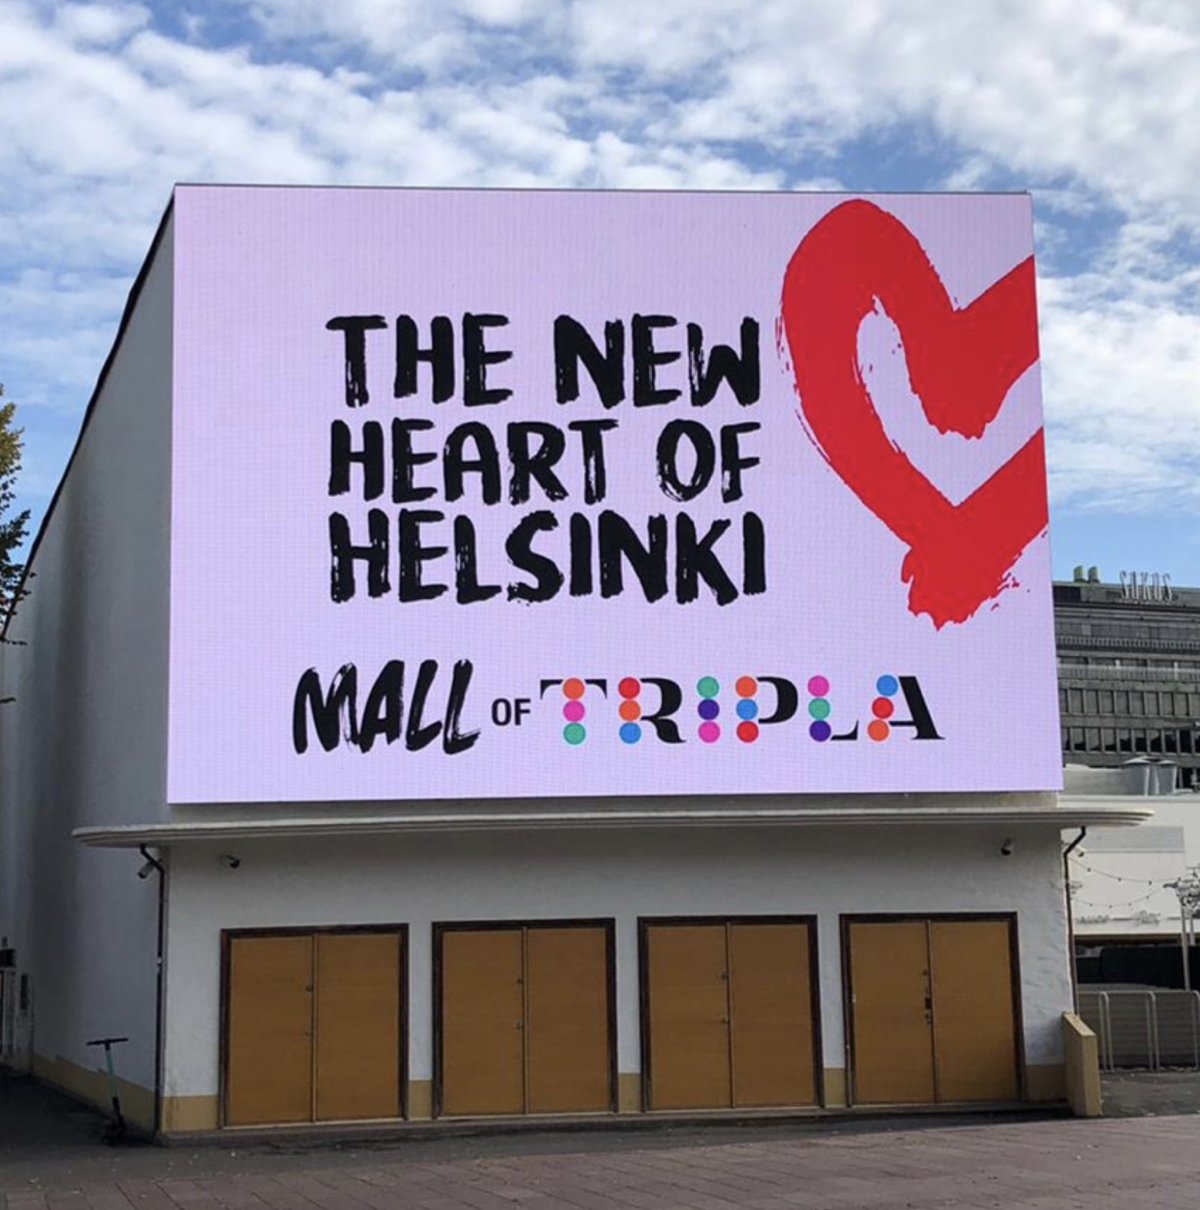 THE NEW
HEART OF
HELSINKI
MALL OF TRIPLA
SOKOS